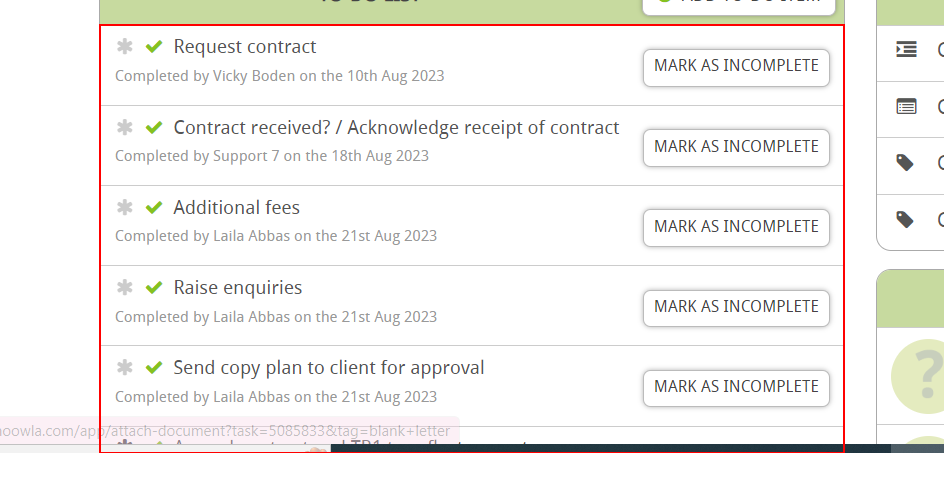 Request contract
Completed by Vicky Boden on the 10th Aug 2023
MARK AS INCOMPLETE
Contract received? / Acknowledge receipt of contract
Completed by Support 7 on the 18th Aug 2023
MARK AS INCOMPLETE
Additional fees
Completed by Laila Abbas on the 21st Aug 2023
MARK AS INCOMPLETE
Raise enquiries
Completed by Laila Abbas on the 21st Aug 2023
MARK AS INCOMPLETE
Send copy plan to client for approval
Completed by Laila Abbas on the 21st Aug 2023
MARK AS INCOMPLETE
oowla.com/app/attach-document?task=5085833&tag=blank+letter
?